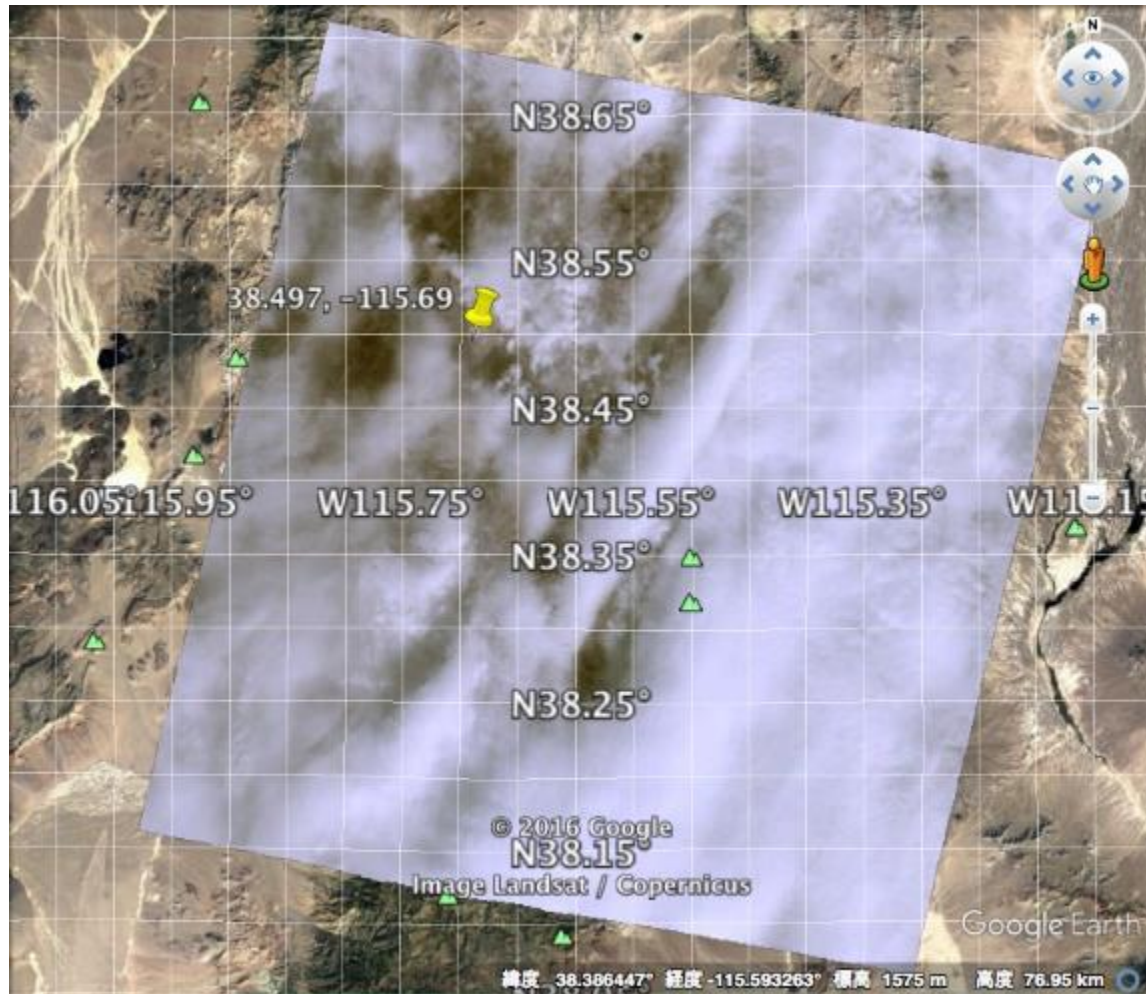 N
N38.65°
N38.55°
38.497, -115.69
N38.45°
W115.75° W115.55° W115.35°
N38.35°
N38.25°
© 2016 Google
N38.15°
Image Landsat / Copernicus
Google Earth
緯度 38.386447° 経度 -115.593263° 標高 1575 m 高度 76.95 km